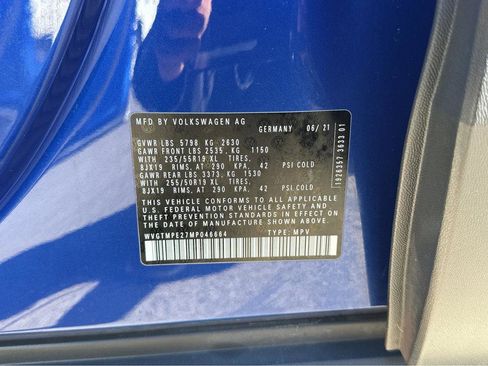 MFD BY VOLKSWAGEN AG
GERMANY 06/21
GVWR LBS 5798 KG 2630
GAWR FRONT LBS 2535, KG 1150
WITH 235/55R19 XL TIRES,
8JX19 RIMS, AT 290 KPA, 42 PSI COLD
GAWR REAR LBS 3373, KG 1530
WITH 255/50R19 XL TIRES,
8JX19 RIMS, AT 290 KPA, 42 PSI COLD
THIS VEHICLE CONFORMS TO ALL APPLICABLE
U.S. FEDERAL MOTOR VEHICLE SAFETY AND
THEFT PREVENTION STANDARDS IN EFFECT ON
THE DATE OF MANUFACTURE SHOWN ABOVE.
WVGTMPE27MP046664 TYPE: MPV
1926357 3633 01